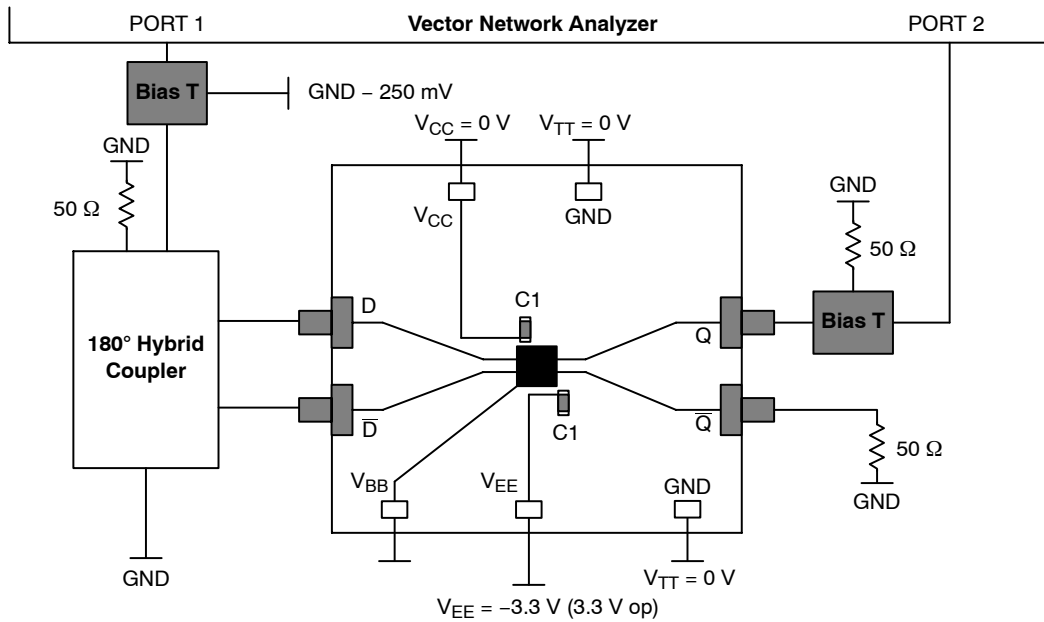 PORT 1
Vector Network Analyzer
PORT 2
Bias T
GND − 250 mV
VCC = 0 V
VTT = 0 V
GND
50 Ω
VCC
GND
GND
50 Ω
180° Hybrid
Coupler
D
C1
Q
Bias T
D̅
C1
Q̅
50 Ω
GND
VBB
VEE
GND
GND
VTT = 0 V
VEE = −3.3 V (3.3 V op)